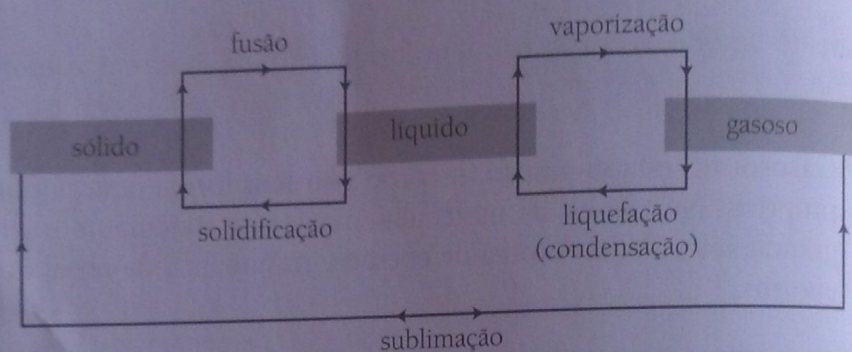 fusão
vaporização
sólido
líquido
gasoso
solidificação
liquefação
(condensação)
sublimação